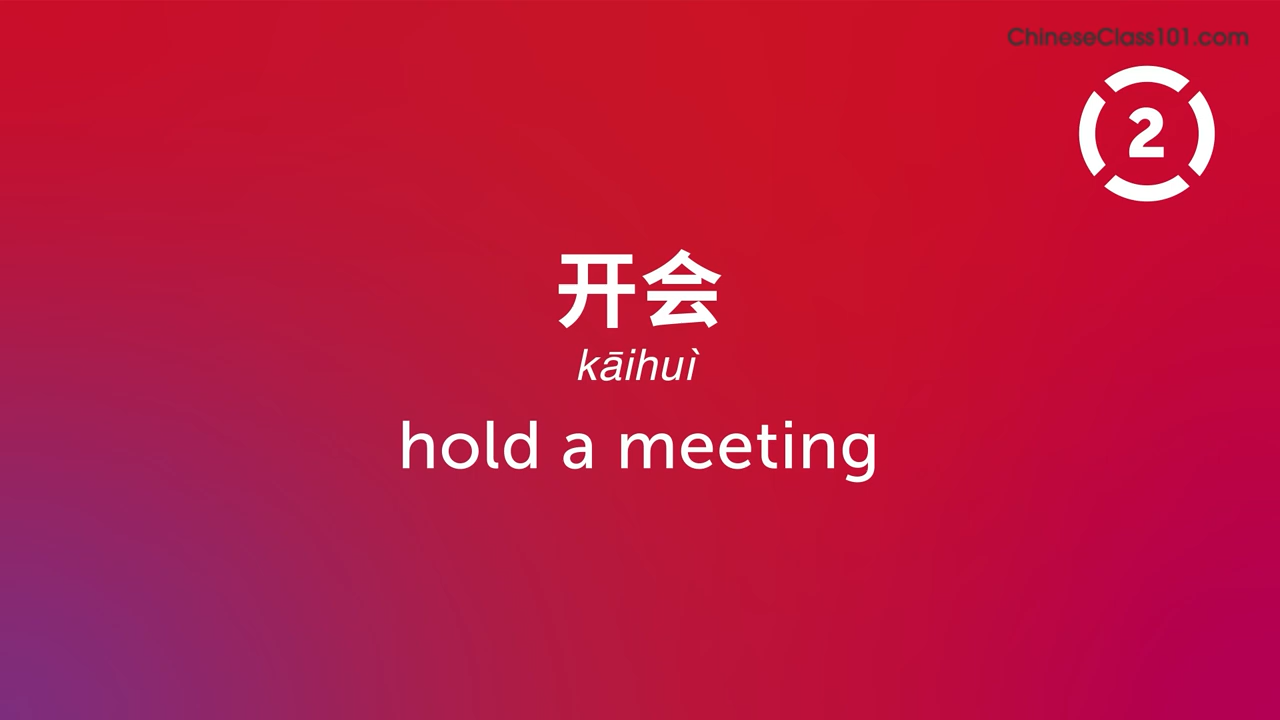 ChineseClass101.com
2
开会
kāihuì
hold a meeting